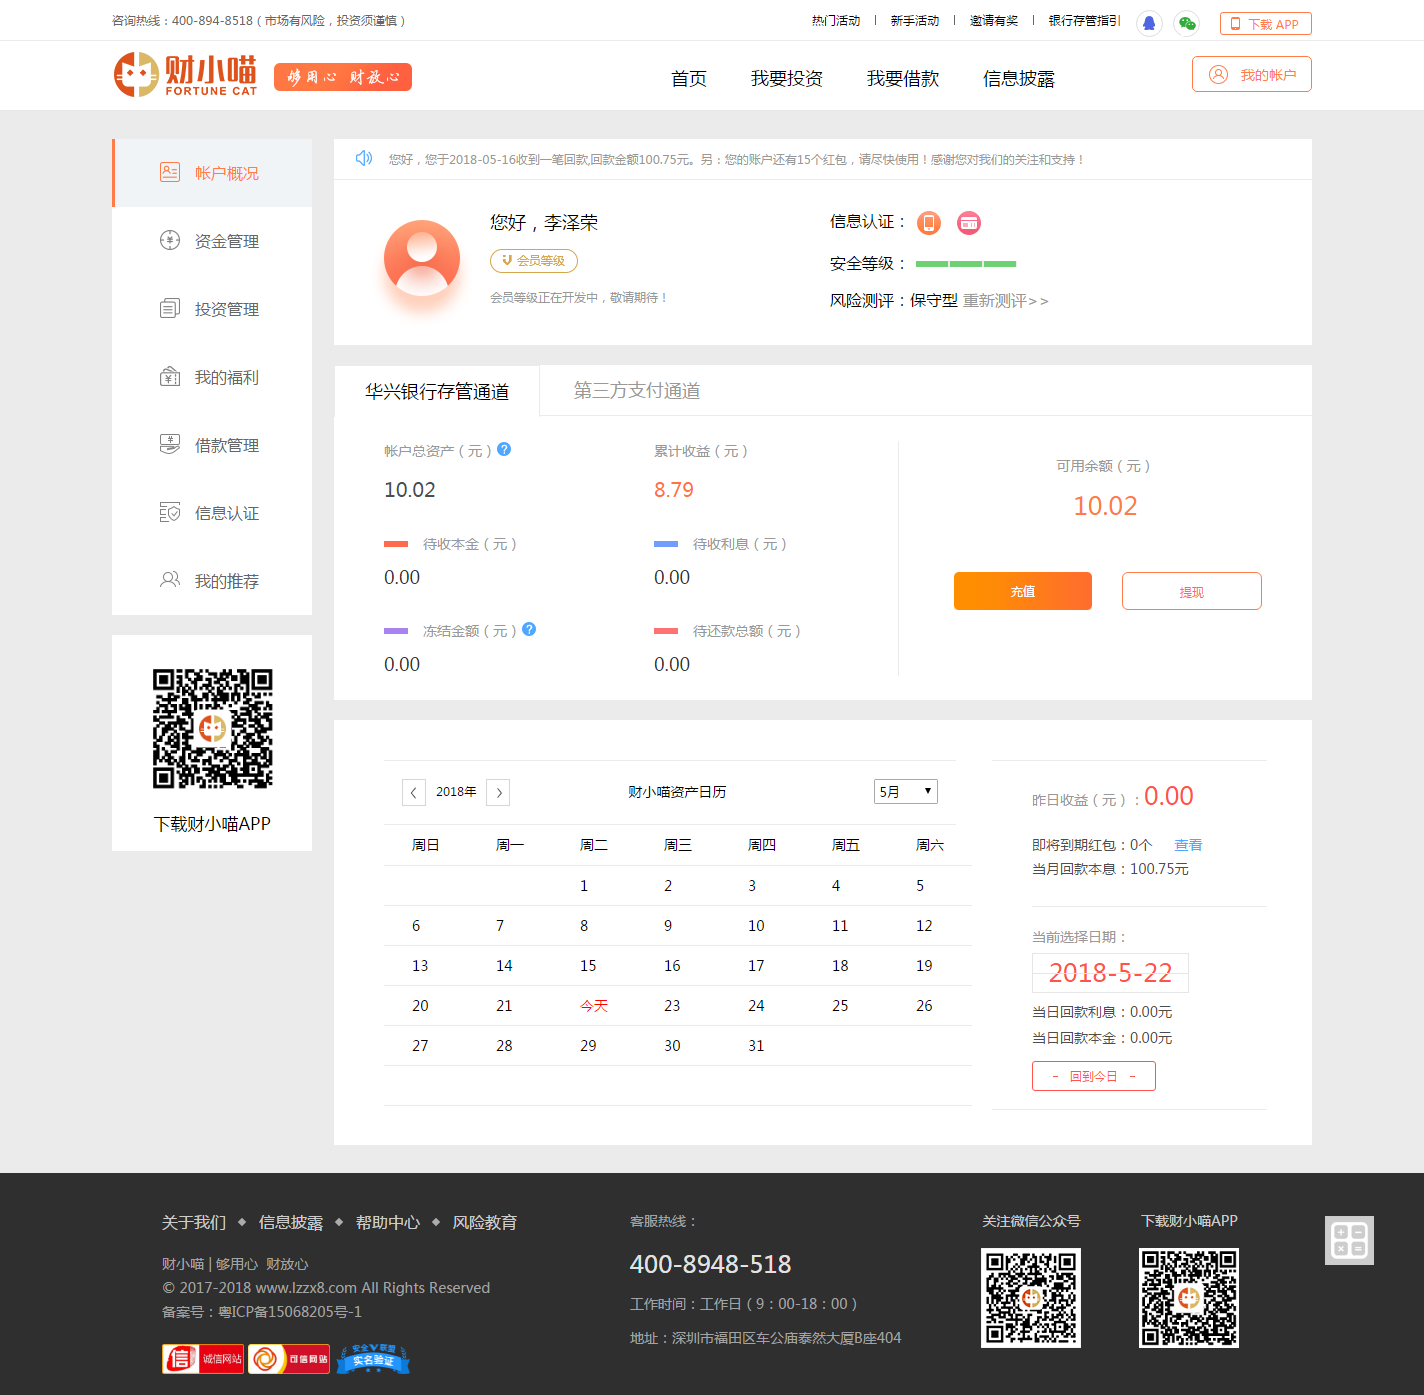 咨询热线：400-894-8518（市场有风险，投资须谨慎）
热门活动 | 新手活动 | 邀请有奖 | 银行存管指引
下载 APP
财小喵
FORTUNE CAT
够用心 财放心
首页 我要投资 我要借款 信息披露
我的帐户
帐户概况
资金管理
投资管理
我的福利
借款管理
信息认证
我的推荐
下载财小喵APP
您好，您于2018-05-16收到一笔回款,回款金额100.75元。另：您的账户还有15个红包，请尽快使用！感谢您对我们的关注和支持！
您好，李泽荣
会员等级
会员等级正在开发中，敬请期待！
信息认证：
安全等级：
风险测评：保守型 重新测评>>
华兴银行存管通道 第三方支付通道
帐户总资产（元） ?
10.02
累计收益（元）
8.79
待收本金（元）
0.00
待收利息（元）
0.00
冻结金额（元） ?
0.00
待还款总额（元）
0.00
可用余额（元）
10.02
充值 提现
< 2018年 > 财小喵资产日历 5月
周日 周一 周二 周三 周四 周五 周六
1 2 3 4 5
6 7 8 9 10 11 12
13 14 15 16 17 18 19
20 21 今天 23 24 25 26
27 28 29 30 31
昨日收益（元）：0.00
即将到期红包：0个 查看
当月回款本息：100.75元
当前选择日期：
2018-5-22
当日回款利息：0.00元
当日回款本金：0.00元
- 回到今日 -
关于我们 ◆ 信息披露 ◆ 帮助中心 ◆ 风险教育
财小喵 | 够用心 财放心
© 2017-2018 www.lzzx8.com All Rights Reserved
备案号：粤ICP备15068205号-1
信 诚信网站
可信网站
安全V联盟
实名验证
客服热线：
400-8948-518
工作时间：工作日（9：00-18：00）
地址：深圳市福田区车公庙泰然大厦B座404
关注微信公众号
下载财小喵APP